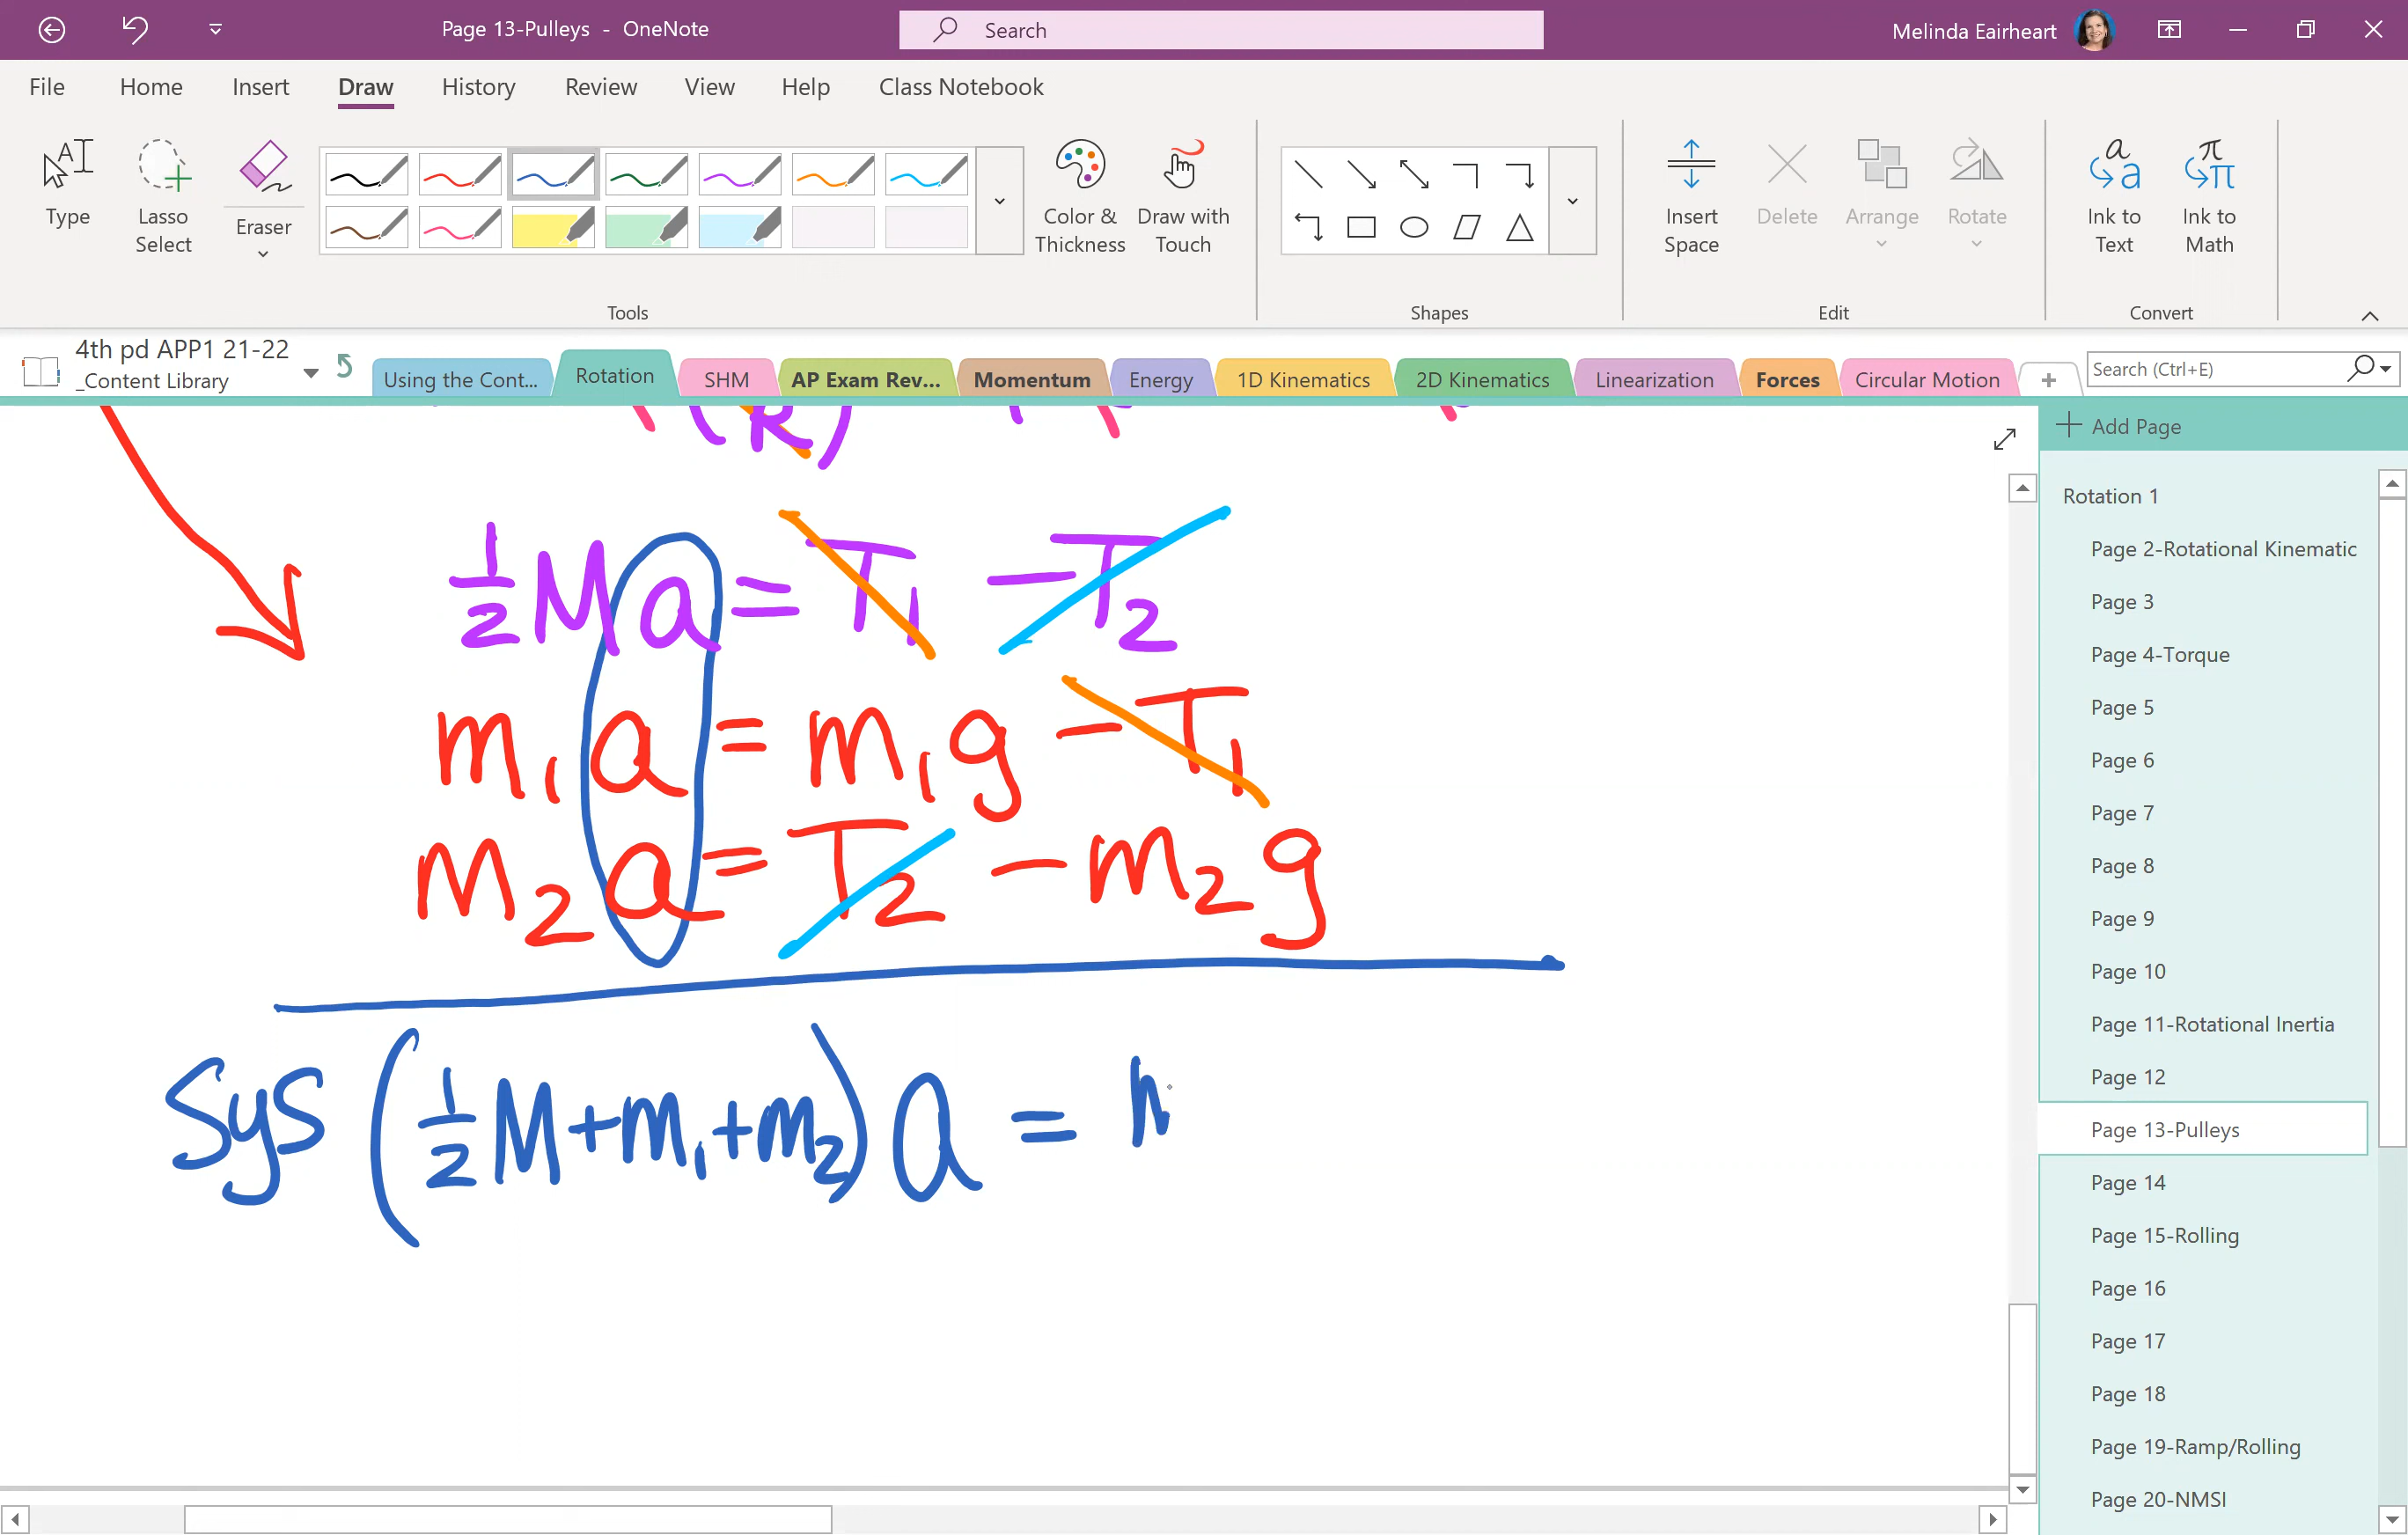 Page 13-Pulleys - OneNote
Search
Melinda Eairheart
File Home Insert Draw History Review View Help Class Notebook
Type
Lasso Select
Eraser
Color & Thickness
Draw with Touch
Tools
Shapes
Insert Space
Delete
Arrange
Rotate
Edit
Ink to Text
Ink to Math
Convert
4th pd APP1 21-22
_Content Library
Using the Cont...
Rotation
SHM
AP Exam Rev...
Momentum
Energy
1D Kinematics
2D Kinematics
Linearization
Forces
Circular Motion
Search (Ctrl+E)
½Ma = T₁ - T₂
m₁a = m₁g - T₁
m₂a = T₂ - m₂g
Sys (½M+m₁+m₂)a =
Add Page
Rotation 1
Page 2-Rotational Kinematic
Page 3
Page 4-Torque
Page 5
Page 6
Page 7
Page 8
Page 9
Page 10
Page 11-Rotational Inertia
Page 12
Page 13-Pulleys
Page 14
Page 15-Rolling
Page 16
Page 17
Page 18
Page 19-Ramp/Rolling
Page 20-NMSI